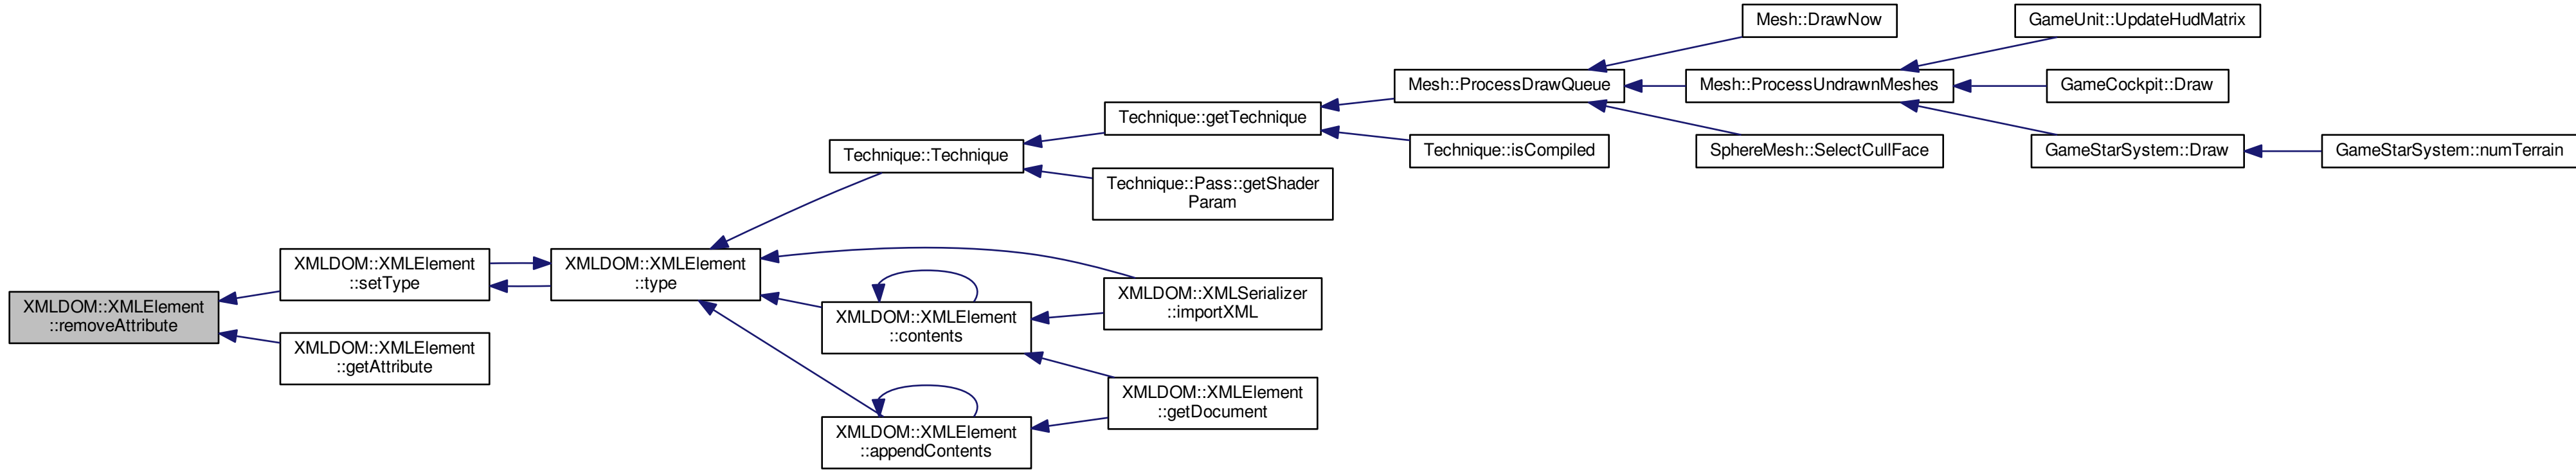 XMLDOM::XMLElement
::removeAttribute
XMLDOM::XMLElement
::setType
XMLDOM::XMLElement
::getAttribute
XMLDOM::XMLElement
::type
Technique::Technique
XMLDOM::XMLElement
::contents
XMLDOM::XMLElement
::appendContents
Technique::getTechnique
Technique::Pass::getShader
Param
XMLDOM::XMLSerializer
::importXML
XMLDOM::XMLElement
::getDocument
Mesh::ProcessDrawQueue
Technique::isCompiled
Mesh::DrawNow
Mesh::ProcessUndrawnMeshes
SphereMesh::SelectCullFace
GameUnit::UpdateHudMatrix
GameCockpit::Draw
GameStarSystem::Draw
GameStarSystem::numTerrain